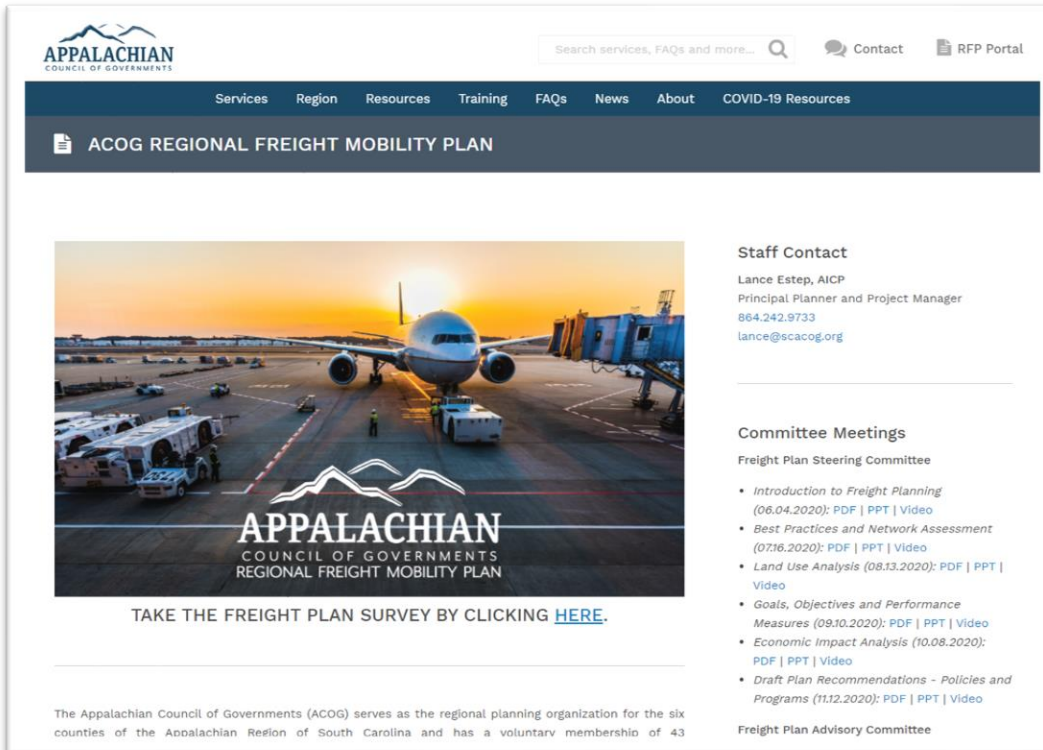 APPALACHIAN
COUNCIL OF GOVERNMENTS
Search services, FAQs and more...
Contact
RFP Portal
Services Region Resources Training FAQs News About COVID-19 Resources
ACOG REGIONAL FREIGHT MOBILITY PLAN
APPALACHIAN
COUNCIL OF GOVERNMENTS
REGIONAL FREIGHT MOBILITY PLAN
TAKE THE FREIGHT PLAN SURVEY BY CLICKING HERE.
The Appalachian Council of Governments (ACOG) serves as the regional planning organization for the six
counties of the Appalachian Region of South Carolina and has a voluntary membership of 43
Staff Contact
Lance Estep, AICP
Principal Planner and Project Manager
864.242.9733
lance@scacog.org
Committee Meetings
Freight Plan Steering Committee
• Introduction to Freight Planning
(06.04.2020): PDF | PPT | Video
• Best Practices and Network Assessment
(07.16.2020): PDF | PPT | Video
• Land Use Analysis (08.13.2020): PDF | PPT |
Video
• Goals, Objectives and Performance
Measures (09.10.2020): PDF | PPT | Video
• Economic Impact Analysis (10.08.2020):
PDF | PPT | Video
• Draft Plan Recommendations - Policies and
Programs (11.12.2020): PDF | PPT | Video
Freight Plan Advisory Committee